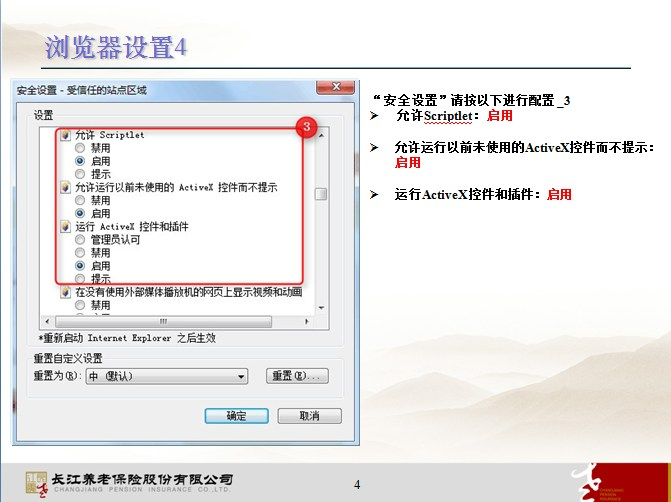 浏览器设置4
安全设置 - 受信任的站点区域
设置
3
允许 Scriptlet
禁用
启用
提示
允许运行以前未使用的 ActiveX 控件而不提示
禁用
启用
运行 ActiveX 控件和插件
管理员认可
禁用
启用
提示
在没有使用外部媒体播放机的网页上显示视频和动画
禁用
*重新启动 Internet Explorer 之后生效
重置自定义设置
重置为(R): 中 (默认) 重置(E)...
确定 取消
“安全设置”请按以下进行配置_3
允许Scriptlet：启用
允许运行以前未使用的ActiveX控件而不提示：
启用
运行ActiveX控件和插件：启用
长江养老保险股份有限公司
CHANGJIANG PENSION INSURANCE CO.,LTD.
4